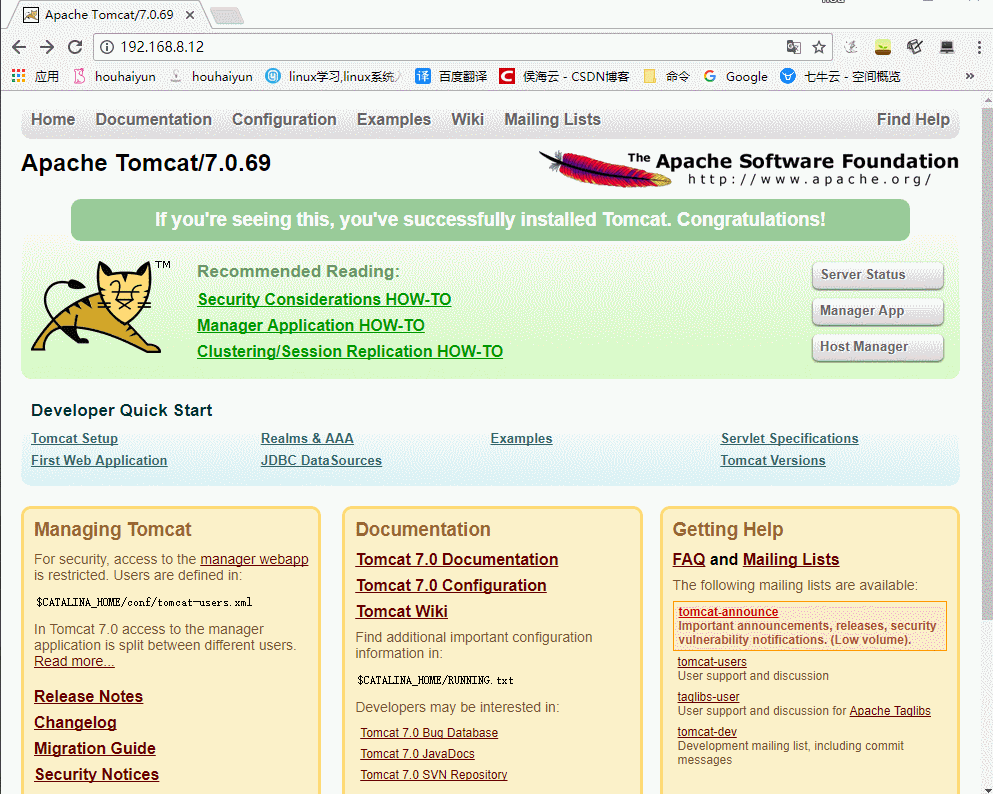 Apache Tomcat/7.0.69
192.168.8.12
应用 houhaiyun houhaiyun linux学习,linux系统 百度翻译 侯海云 - CSDN博客 命令 Google 七牛云 - 空间概览 »
Home Documentation Configuration Examples Wiki Mailing Lists Find Help
Apache Tomcat/7.0.69
The Apache Software Foundation
http://www.apache.org/
If you're seeing this, you've successfully installed Tomcat. Congratulations!
TM
Recommended Reading:
Security Considerations HOW-TO
Manager Application HOW-TO
Clustering/Session Replication HOW-TO
Server Status
Manager App
Host Manager
Developer Quick Start
Tomcat Setup
First Web Application
Realms & AAA
JDBC DataSources
Examples
Servlet Specifications
Tomcat Versions
Managing Tomcat
For security, access to the manager webapp
is restricted. Users are defined in:
$CATALINA_HOME/conf/tomcat-users.xml
In Tomcat 7.0 access to the manager
application is split between different users.
Read more...
Release Notes
Changelog
Migration Guide
Security Notices
Documentation
Tomcat 7.0 Documentation
Tomcat 7.0 Configuration
Tomcat Wiki
Find additional important configuration
information in:
$CATALINA_HOME/RUNNING.txt
Developers may be interested in:
Tomcat 7.0 Bug Database
Tomcat 7.0 JavaDocs
Tomcat 7.0 SVN Repository
Getting Help
FAQ and Mailing Lists
The following mailing lists are available:
tomcat-announce
Important announcements, releases, security
vulnerability notifications. (Low volume).
tomcat-users
User support and discussion
taglibs-user
User support and discussion for Apache Taglibs
tomcat-dev
Development mailing list, including commit
messages